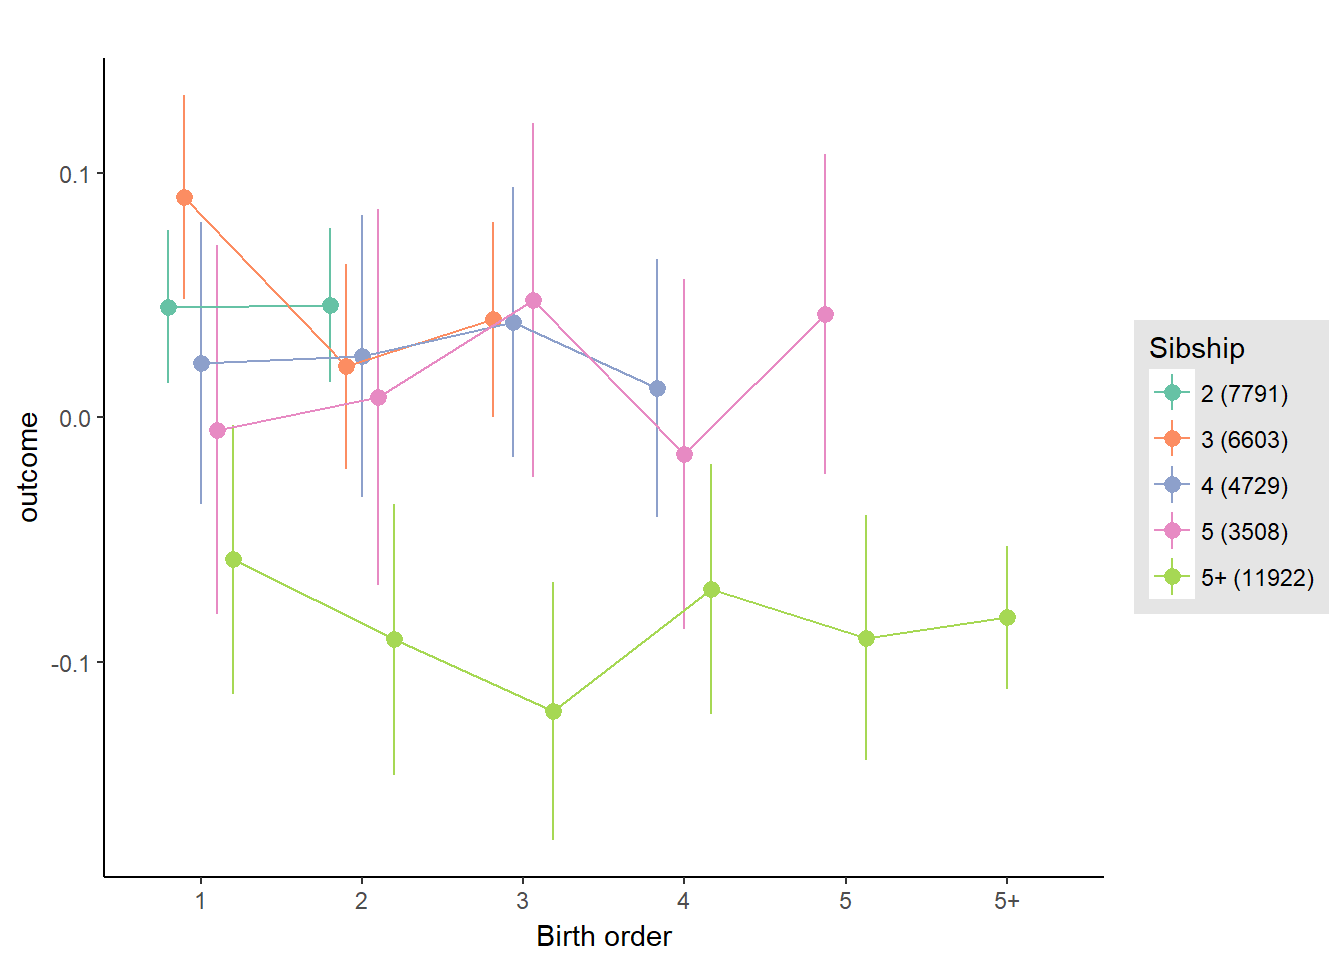 0.1
0.0
-0.1
outcome
1 2 3 4 5 5+
Birth order
Sibship
2 (7791)
3 (6603)
4 (4729)
5 (3508)
5+ (11922)